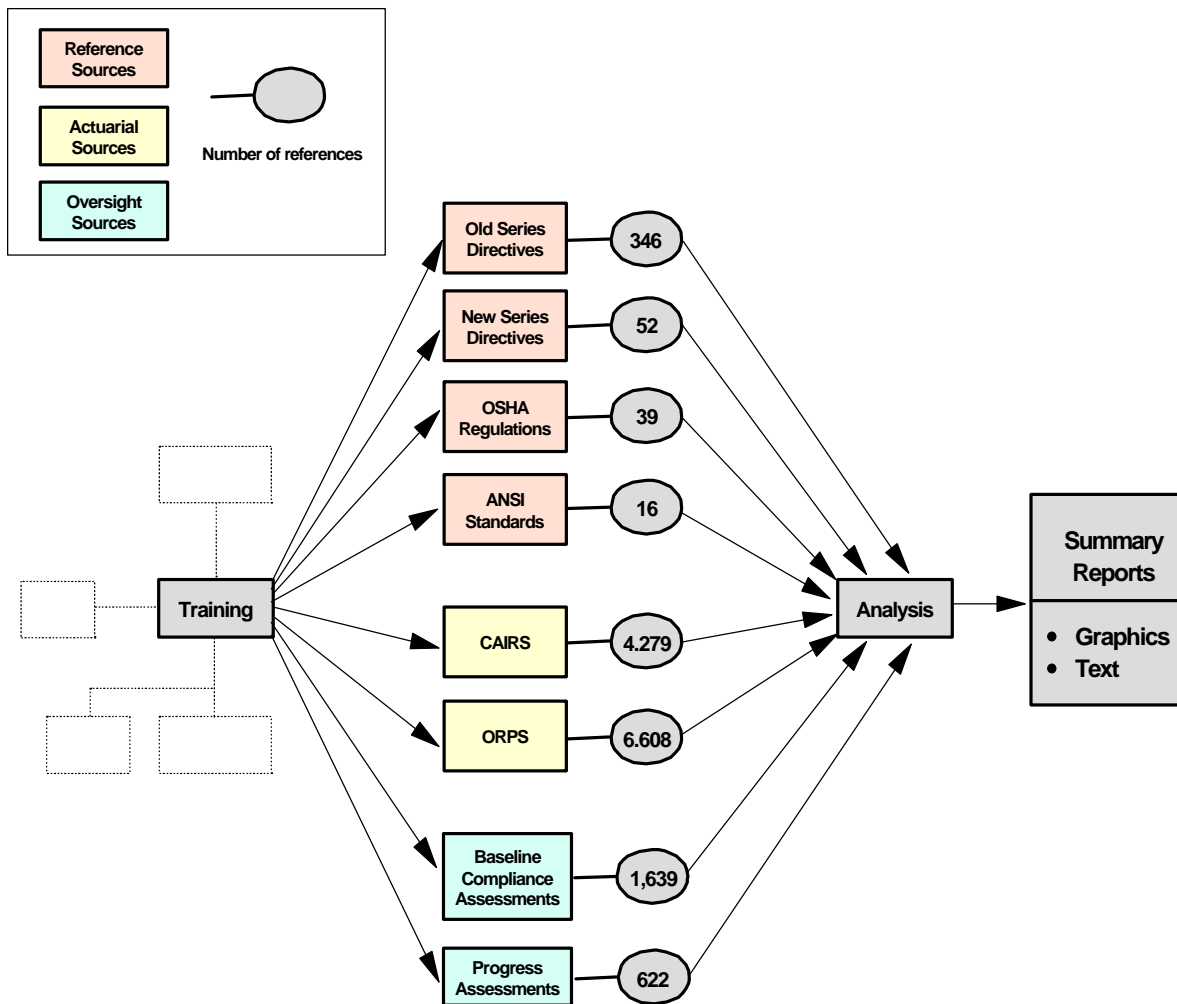 Reference
Sources
Actuarial
Sources
Oversight
Sources
Number of references
Old Series
Directives
346
New Series
Directives
52
OSHA
Regulations
39
ANSI
Standards
16
Training
CAIRS
4.279
ORPS
6.608
Baseline
Compliance
Assessments
1,639
Progress
Assessments
622
Analysis
Summary
Reports
• Graphics
• Text